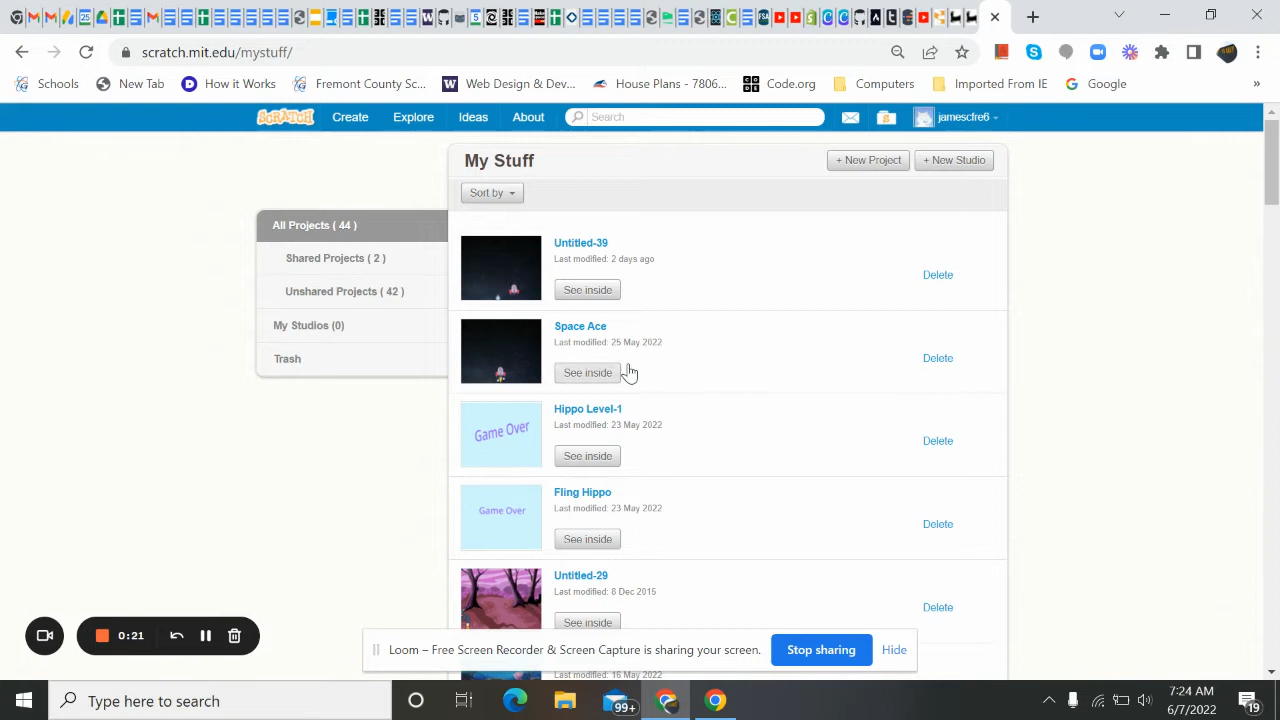 scratch.mit.edu/mystuff/
Schools New Tab How it Works Fremont County Sc... Web Design & Dev... House Plans - 7806... Code.org Computers Imported From IE Google »
SCRATCH Create Explore Ideas About Search jamescfre6
My Stuff + New Project + New Studio
Sort by
All Projects ( 44 )
Shared Projects ( 2 )
Unshared Projects ( 42 )
My Studios (0)
Trash
Untitled-39
Last modified: 2 days ago
See inside
Delete
Space Ace
Last modified: 25 May 2022
See inside
Delete
Game Over
Hippo Level-1
Last modified: 23 May 2022
See inside
Delete
Game Over
Fling Hippo
Last modified: 23 May 2022
See inside
Delete
Untitled-29
Last modified: 8 Dec 2015
See inside
Delete
0:21
Loom – Free Screen Recorder & Screen Capture is sharing your screen. Stop sharing Hide
Type here to search
99+
7:24 AM
6/7/2022
19